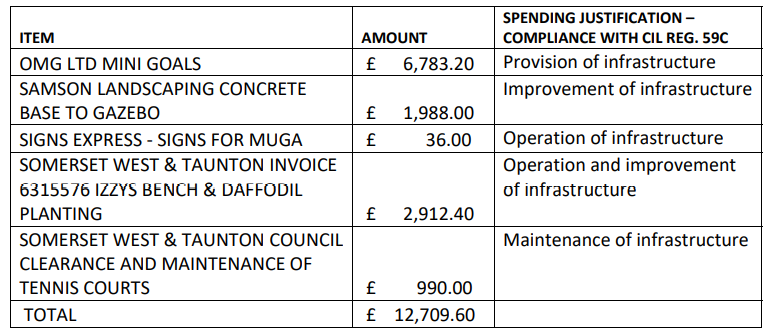 ITEM AMOUNT SPENDING JUSTIFICATION –
COMPLIANCE WITH CIL REG. 59C
OMG LTD MINI GOALS £ 6,783.20 Provision of infrastructure
SAMSON LANDSCAPING CONCRETE
BASE TO GAZEBO £ 1,988.00 Improvement of infrastructure
SIGNS EXPRESS - SIGNS FOR MUGA £ 36.00 Operation of infrastructure
SOMERSET WEST & TAUNTON INVOICE
6315576 IZZYS BENCH & DAFFODIL
PLANTING £ 2,912.40 Operation and improvement
of infrastructure
SOMERSET WEST & TAUNTON COUNCIL
CLEARANCE AND MAINTENANCE OF
TENNIS COURTS £ 990.00 Maintenance of infrastructure
TOTAL £ 12,709.60